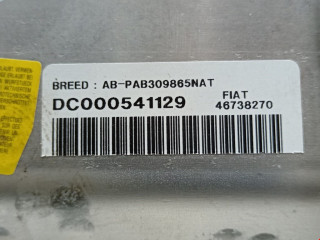 BREED : AB-PAB309865NAT
DC000541129
FIAT
46738270